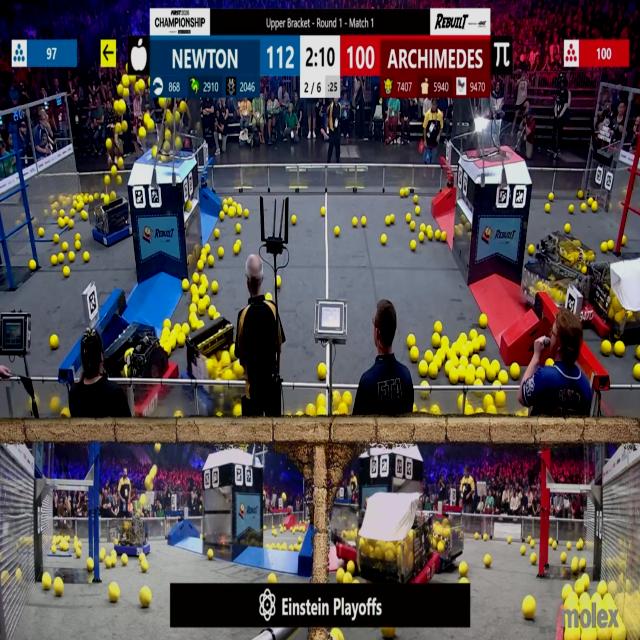 FIRST
CHAMPIONSHIP
Upper Bracket - Round 1 - Match 1
REBUILT
97
NEWTON 112 2:10 100 ARCHIMEDES π
100
868 2910 2046 2 / 6 :25 7407 5940 9470
REBUILT
REBUILT
Einstein Playoffs
molex